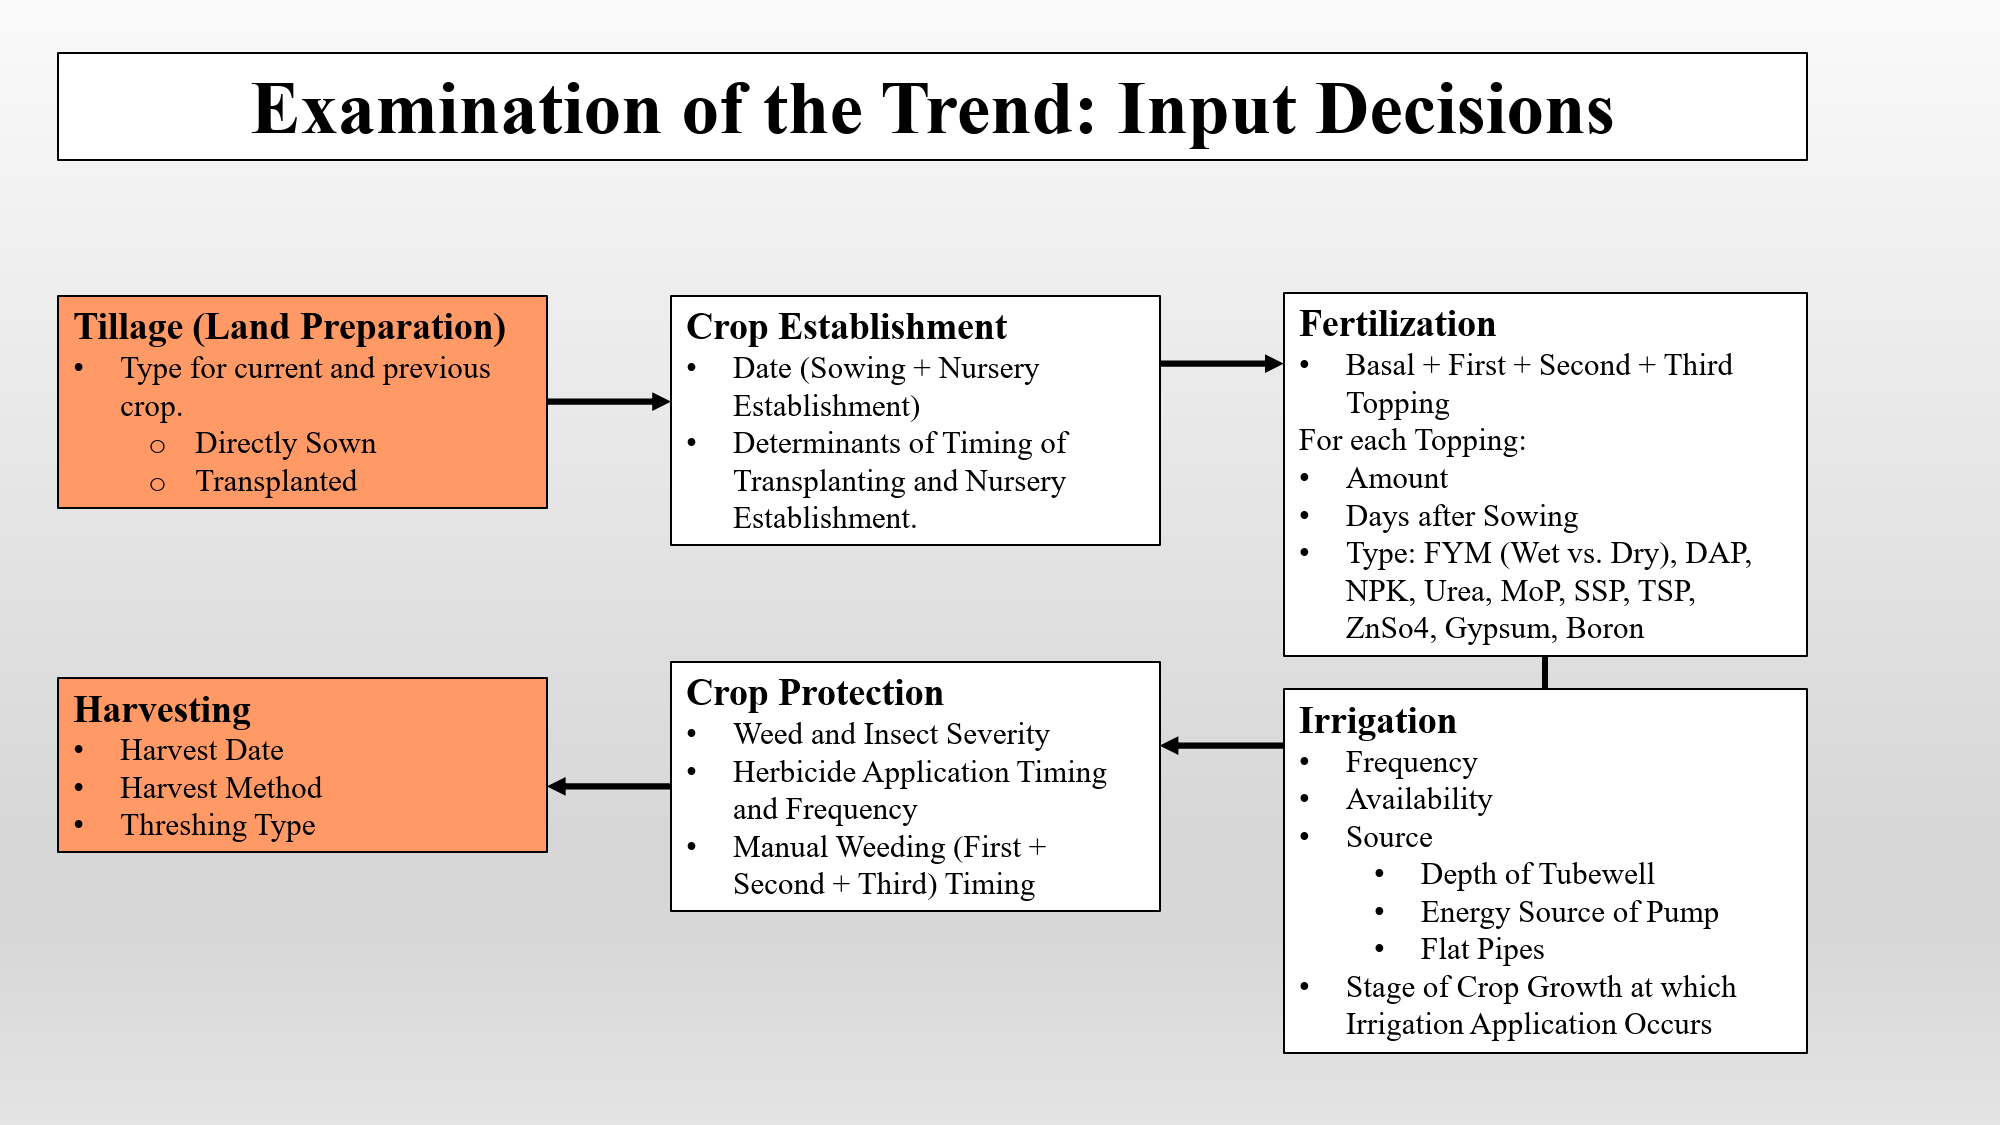 Examination of the Trend: Input Decisions
Tillage (Land Preparation)
• Type for current and previous
crop.
o Directly Sown
o Transplanted
Crop Establishment
• Date (Sowing + Nursery
Establishment)
• Determinants of Timing of
Transplanting and Nursery
Establishment.
Fertilization
• Basal + First + Second + Third
Topping
For each Topping:
• Amount
• Days after Sowing
• Type: FYM (Wet vs. Dry), DAP,
NPK, Urea, MoP, SSP, TSP,
ZnSo4, Gypsum, Boron
Irrigation
• Frequency
• Availability
• Source
• Depth of Tubewell
• Energy Source of Pump
• Flat Pipes
• Stage of Crop Growth at which
Irrigation Application Occurs
Crop Protection
• Weed and Insect Severity
• Herbicide Application Timing
and Frequency
• Manual Weeding (First +
Second + Third) Timing
Harvesting
• Harvest Date
• Harvest Method
• Threshing Type